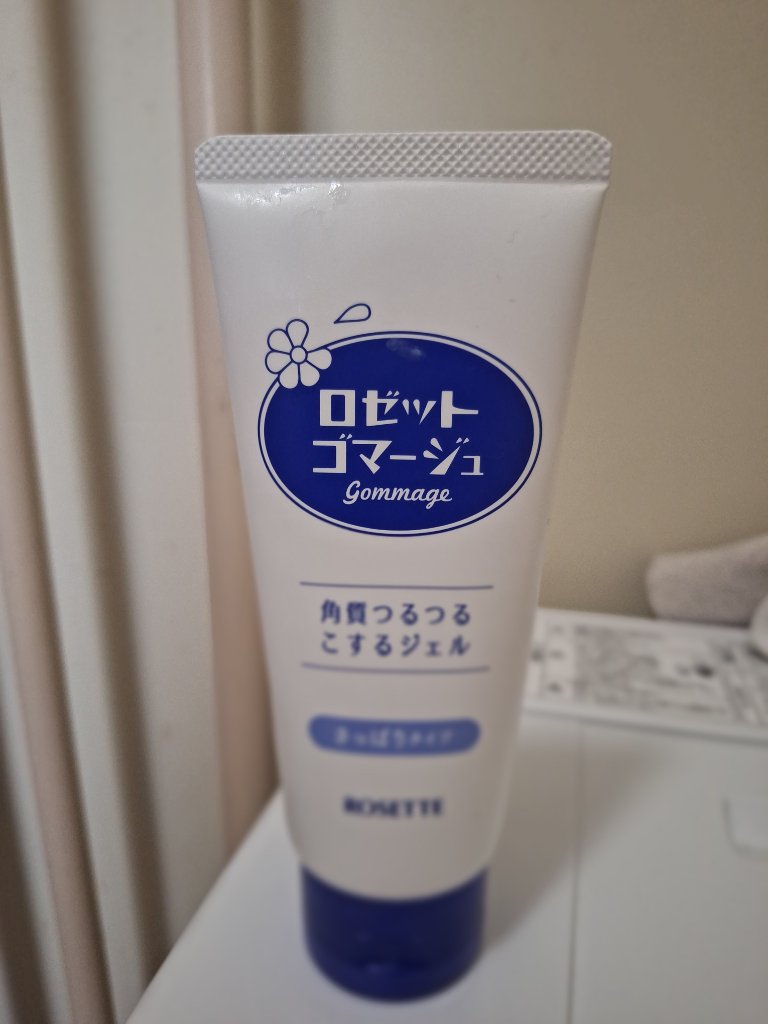 ロゼット
ゴマージュ
Gommage
角質つるつる
こするジェル
さっぱりタイプ
ROSETTE